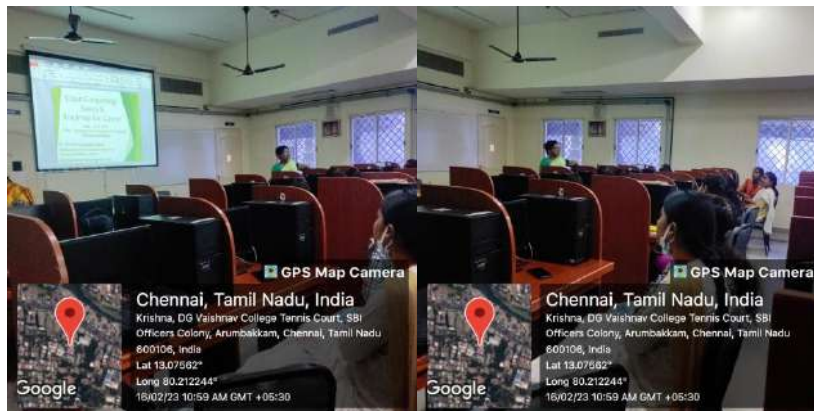 GPS Map Camera
Chennai, Tamil Nadu, India
Krishna, DG Vaishnav College Tennis Court, SBI
Officers Colony, Arumbakkam, Chennai, Tamil Nadu
600106, India
Lat 13.07562°
Long 80.212244°
16/02/23 10:59 AM GMT +05:30
Google
GPS Map Camera
Chennai, Tamil Nadu, India
Krishna, DG Vaishnav College Tennis Court, SBI
Officers Colony, Arumbakkam, Chennai, Tamil Nadu
600106, India
Lat 13.07562°
Long 80.212244°
16/02/23 10:59 AM GMT +05:30
Google